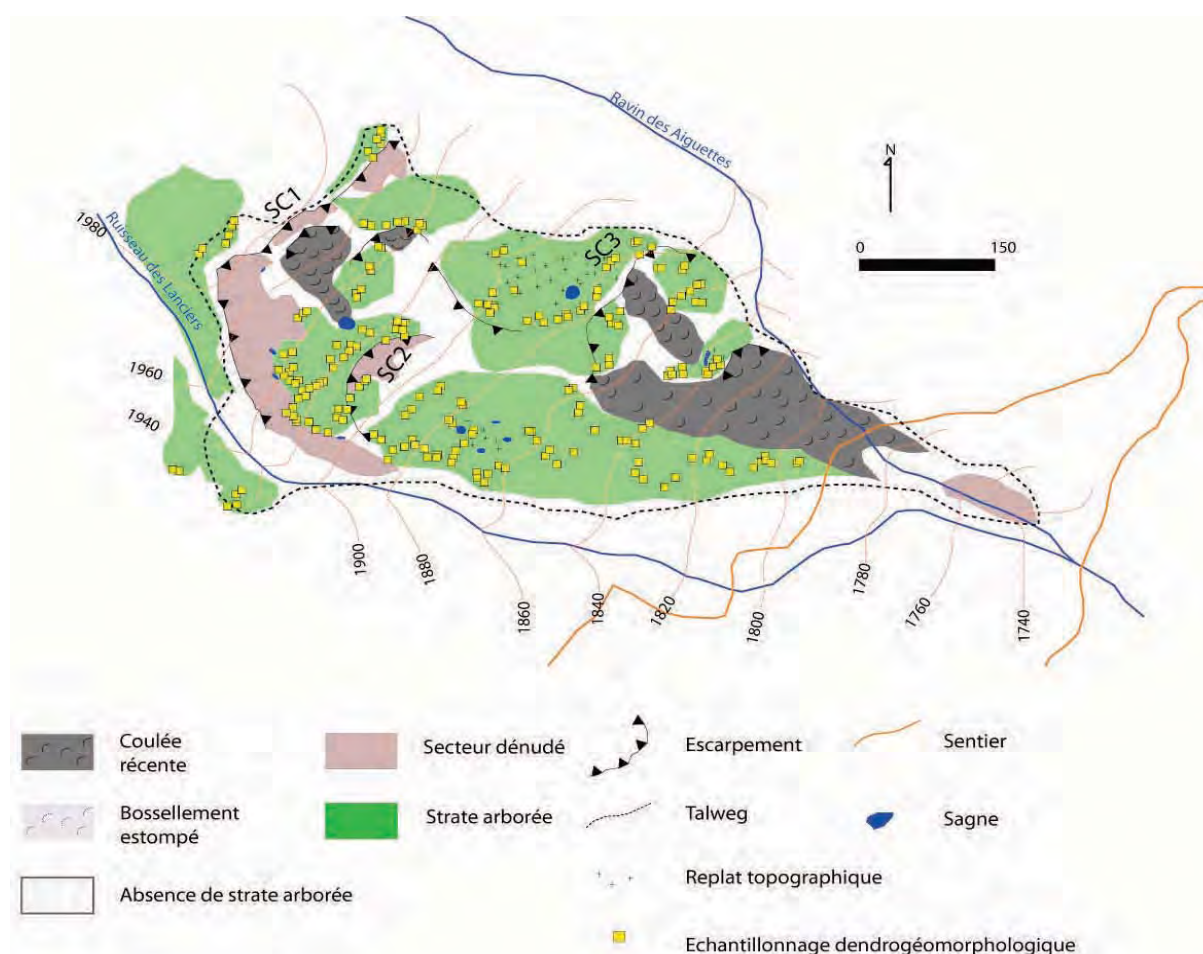 Ravin des Aiguettes
N
SC1
1980
Ruisseau des Lanciers
SC3
0 150
SC2
1960
1940
1900
1880
1860
1840
1820
1800
1780
1760
1740
Coulée
récente
Secteur dénudé
Escarpement
Sentier
Bossellement
estompé
Strate arborée
Talweg
Sagne
Absence de strate arborée
Replat topographique
Echantillonnage dendrogéomorphologique